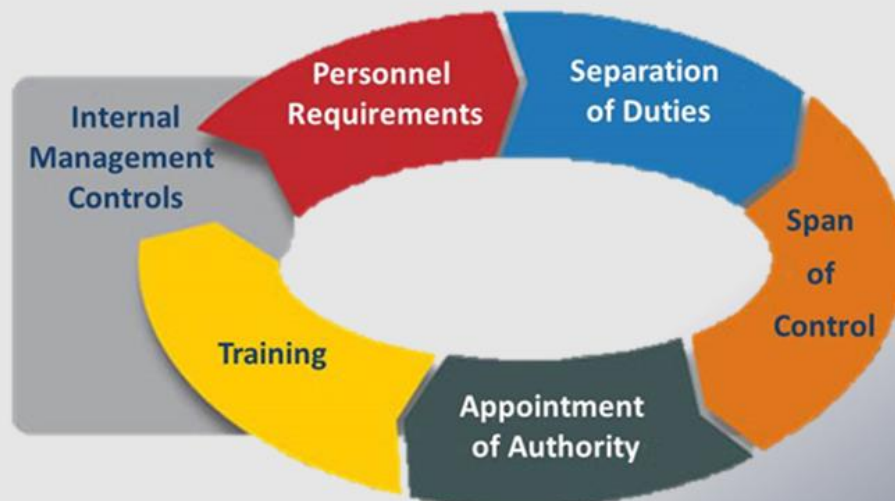 Internal
Management
Controls
Personnel
Requirements
Separation
of Duties
Span
of
Control
Appointment
of Authority
Training